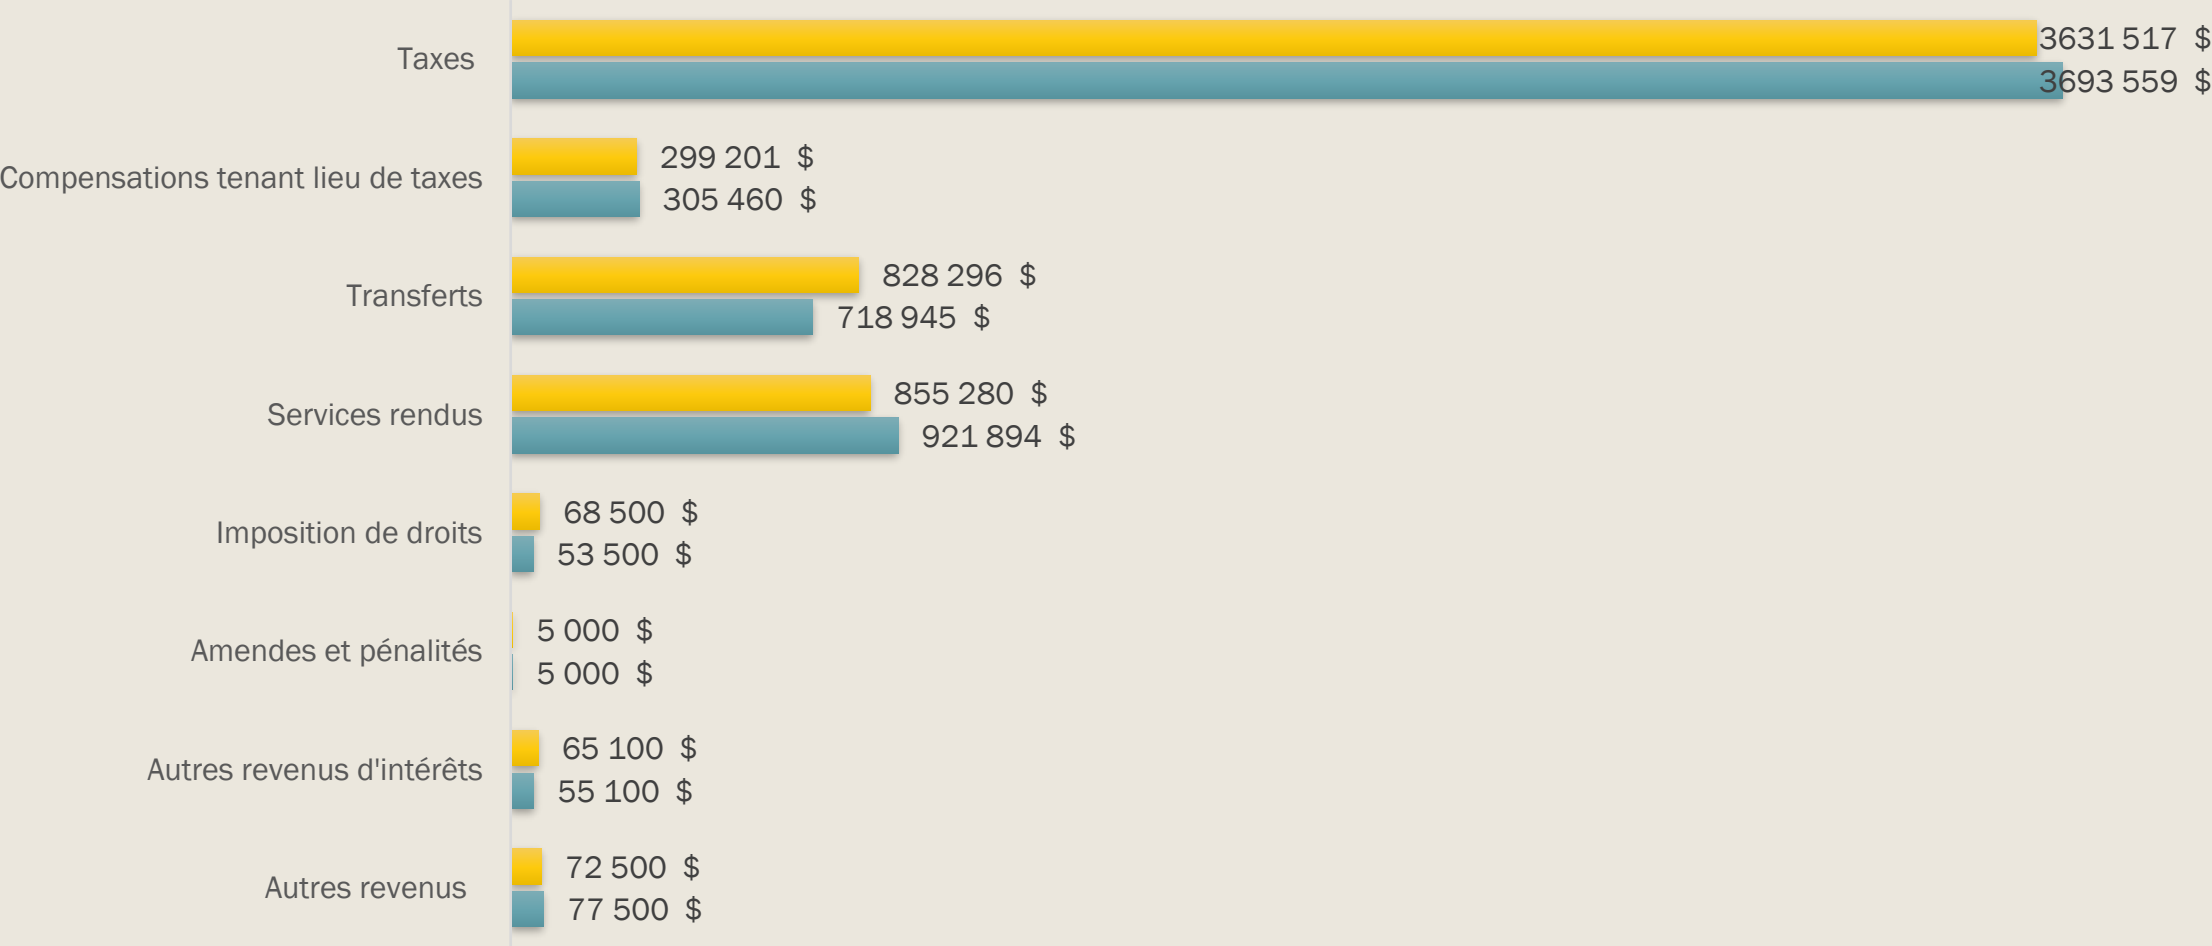 Taxes
3631 517 $
3693 559 $
Compensations tenant lieu de taxes
299 201 $
305 460 $
Transferts
828 296 $
718 945 $
Services rendus
855 280 $
921 894 $
Imposition de droits
68 500 $
53 500 $
Amendes et pénalités
5 000 $
5 000 $
Autres revenus d'intérêts
65 100 $
55 100 $
Autres revenus
72 500 $
77 500 $